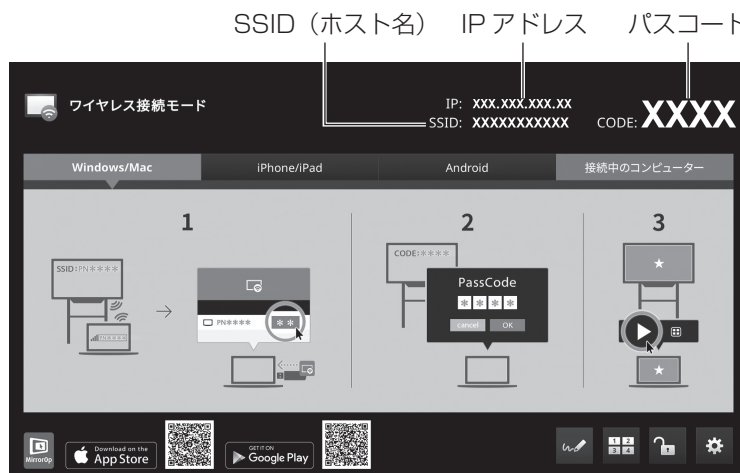 SSID（ホスト名） IP アドレス パスコード
ワイヤレス接続モード
IP: XXX.XXX.XXX.XX
SSID: XXXXXXXXXXX
CODE: XXXX
Windows/Mac iPhone/iPad Android 接続中のコンピューター
1 2 3
SSID:PN****
CODE:****
PassCode
* * * *
cancel OK
PN**** **
MirrorOp
Download on the
App Store
GET IT ON
Google Play
1 2
3 4